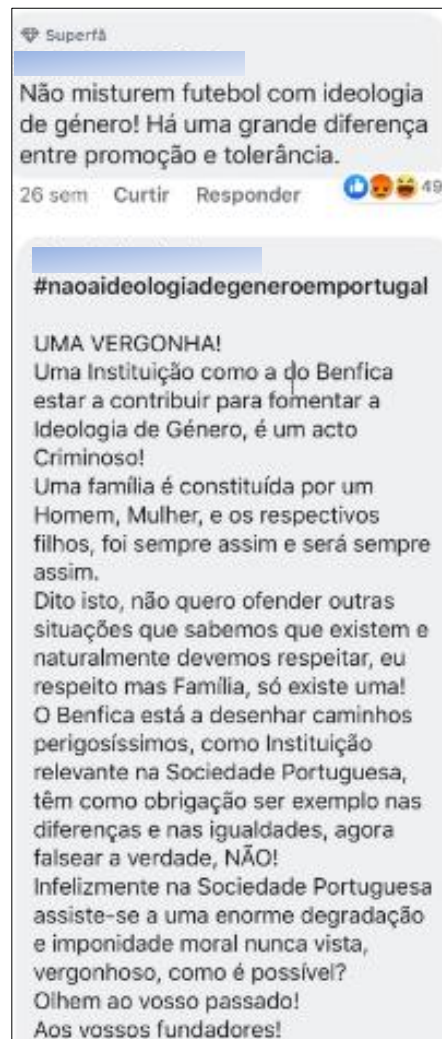 Superfã
Não misturem futebol com ideologia
de género! Há uma grande diferença
entre promoção e tolerância.
26 sem Curtir Responder 49
#naoaideologiadegeneroemportugal
UMA VERGONHA!
Uma Instituição como a do Benfica
estar a contribuir para fomentar a
Ideologia de Género, é um acto
Criminoso!
Uma família é constituída por um
Homem, Mulher, e os respectivos
filhos, foi sempre assim e será sempre
assim.
Dito isto, não quero ofender outras
situações que sabemos que existem e
naturalmente devemos respeitar, eu
respeito mas Família, só existe uma!
O Benfica está a desenhar caminhos
perigosíssimos, como Instituição
relevante na Sociedade Portuguesa,
têm como obrigação ser exemplo nas
diferenças e nas igualdades, agora
falsear a verdade, NÃO!
Infelizmente na Sociedade Portuguesa
assiste-se a uma enorme degradação
e imponidade moral nunca vista,
vergonhoso, como é possível?
Olhem ao vosso passado!
Aos vossos fundadores!